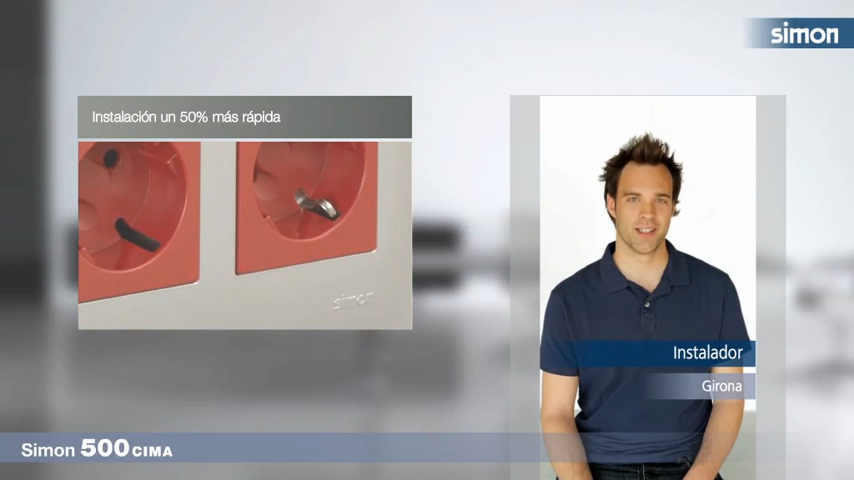 simon
Instalación un 50% más rápida
simon
Instalador
Girona
Simon 500 CIMA